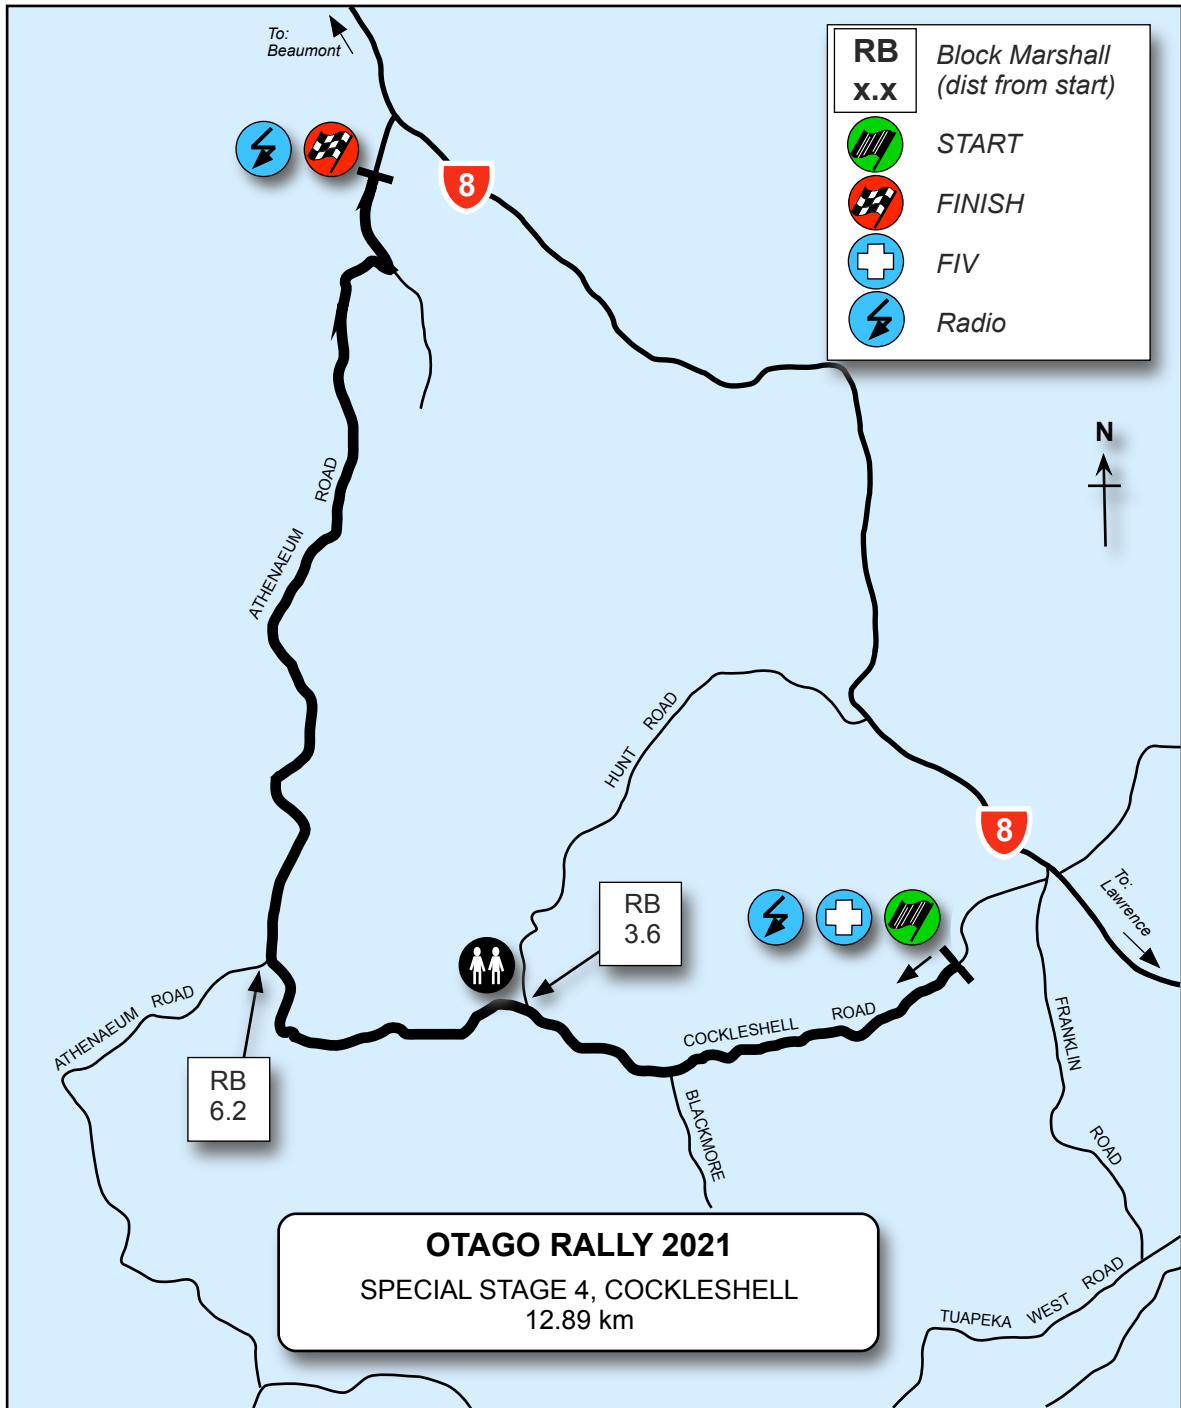 To:
Beaumont
RB
x.x
Block Marshall
(dist from start)
START
FINISH
FIV
Radio
8
N
ATHENAEUM ROAD
HUNT ROAD
8
To:
Lawrence
RB
3.6
COCKLESHELL ROAD
ATHENAEUM ROAD
RB
6.2
BLACKMORE
FRANKLIN ROAD
TUAPEKA WEST ROAD
OTAGO RALLY 2021
SPECIAL STAGE 4, COCKLESHELL
12.89 km